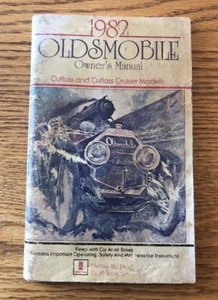 1982
OLDSMOBILE
Owner's Manual
Cutlass and Cutlass Cruiser Models
Keep with Car At All Times
Contains Important Operating, Safety And Maintenance Instructions